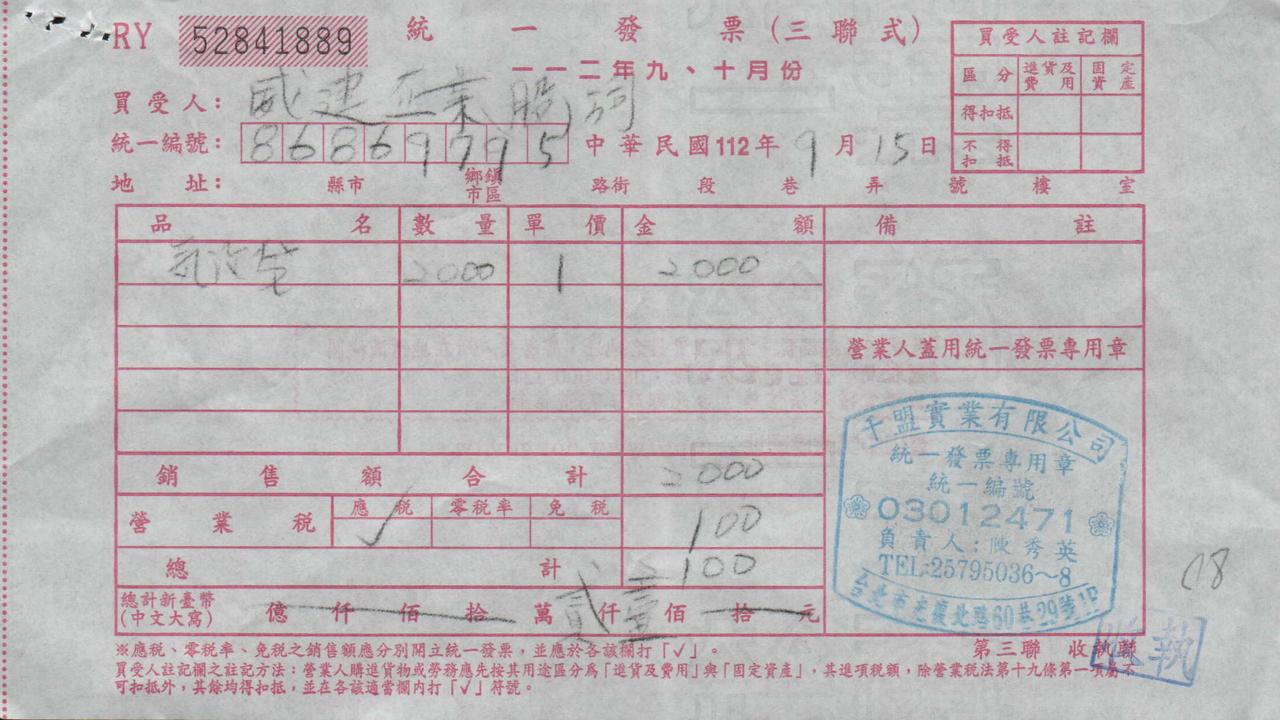 RY 52841889 統一發票(三聯式)
一一二年九、十月份
買受人註記欄
區分 進貨及費用 固定資產
得扣抵
不得扣抵
買受人: 威建工業股
統一編號: 86869795 中華民國112年9月15日
地址: 縣市 鄉鎮市區 路街 段 巷 弄 號 樓 室
品名 數量 單價 金額 備註
2000 1 2000
營業人蓋用統一發票專用章
銷售額合計 2000
營業稅 應稅 零稅率 免稅 100
✓
總計 2100
總計新臺幣(中文大寫) 億仟佰拾萬貳仟壹佰拾元
千盟實業有限公司
統一發票專用章
統一編號
03012471
負責人:陳秀英
TEL:25795036~8
台北市光復北路60巷29號1F
18
※應稅、零稅率、免稅之銷售額應分別開立統一發票,並應於各該欄打「✓」。
第三聯 收執聯
收執
買受人註記欄之註記方法:營業人購進貨物或勞務應先按其用途區分為「進貨及費用」與「固定資產」,其進項稅額,除營業稅法第十九條第一項屬不
可扣抵外,其餘均得扣抵,並在各該適當欄內打「✓」符號。